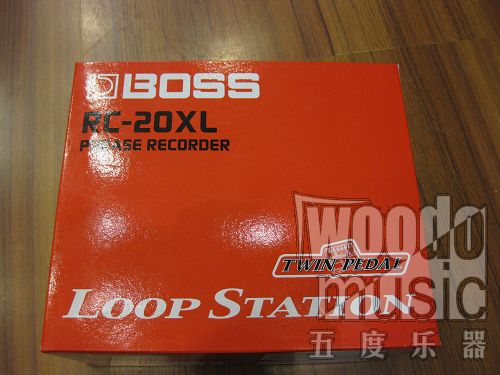 BOSS
RC-20XL
PHRASE RECORDER
TWIN PEDAL
LOOP STATION
woodo
music
五度乐器